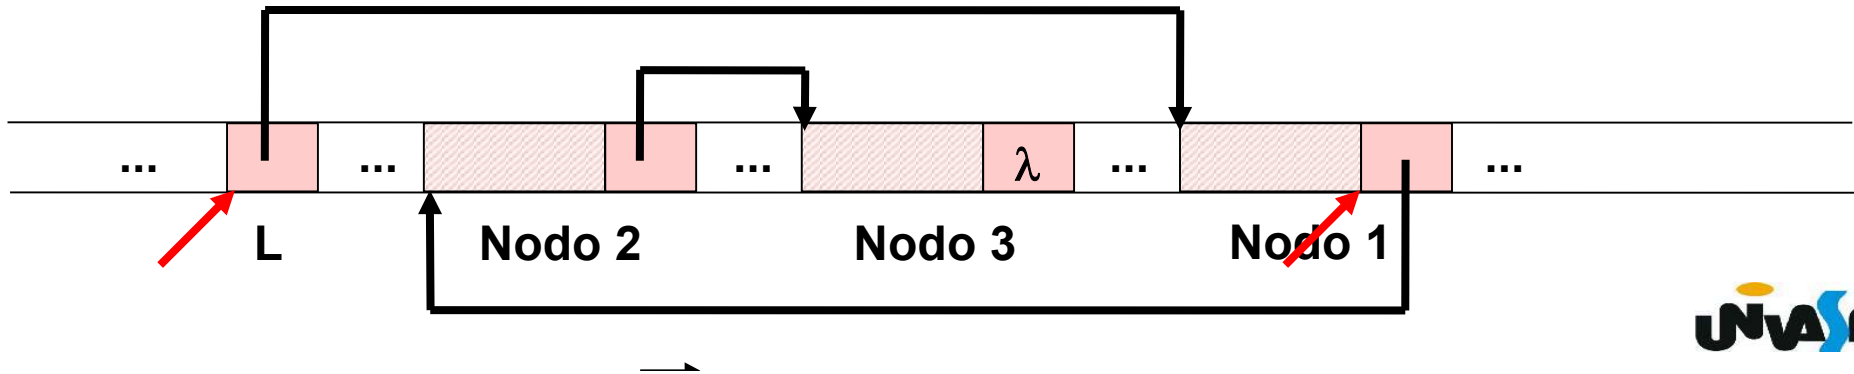 ... ... ... λ ... ...
L Nodo 2 Nodo 3 Nodo 1